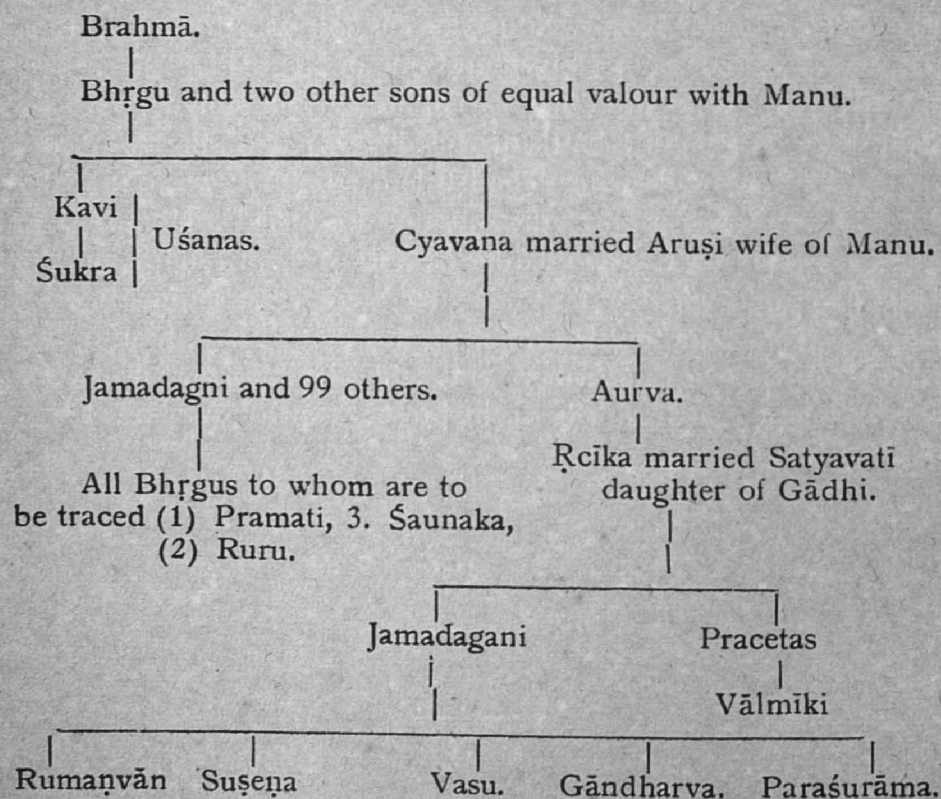 Brahmā.
Bhṛgu and two other sons of equal valour with Manu.
Kavi
Uśanas.
Śukra
Cyavana married Aruṣi wife of Manu.
Jamadagni and 99 others.
Aurva.
All Bhṛgus to whom are to
be traced (1) Pramati, 3. Śaunaka,
(2) Ruru.
Ṛcīka married Satyavatī
daughter of Gādhi.
Jamadagani
Pracetas
Vālmīki
Rumaṇvān Suṣeṇa Vasu. Gāndharva. Paraśurāma.